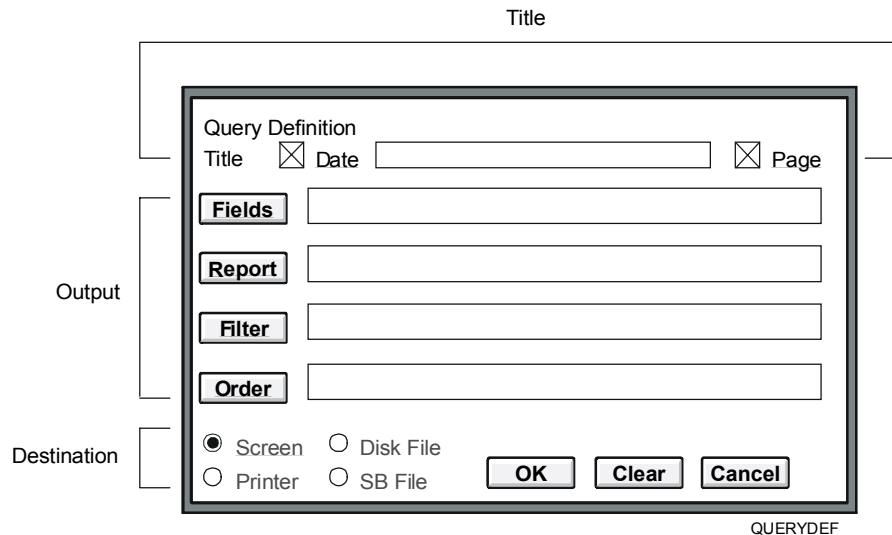 Title
Query Definition
Title Date Page
Fields
Report
Output
Filter
Order
Destination
Screen Disk File
Printer SB File OK Clear Cancel
QUERYDEF